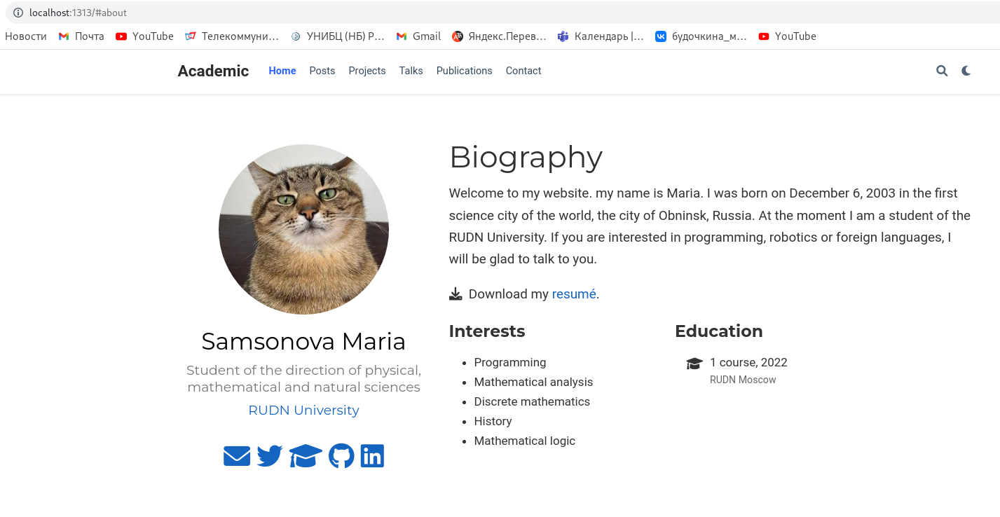 localhost:1313/#about
Новости Почта YouTube Телекоммуни... УНИБЦ (НБ) Р... Gmail Яндекс.Перев... Календарь |... будочкина_м... YouTube
Academic Home Posts Projects Talks Publications Contact
Biography
Welcome to my website. my name is Maria. I was born on December 6, 2003 in the first
science city of the world, the city of Obninsk, Russia. At the moment I am a student of the
RUDN University. If you are interested in programming, robotics or foreign languages, I
will be glad to talk to you.
Download my resumé.
Samsonova Maria
Student of the direction of physical,
mathematical and natural sciences
RUDN University
Interests
Programming
Mathematical analysis
Discrete mathematics
History
Mathematical logic
Education
1 course, 2022
RUDN Moscow